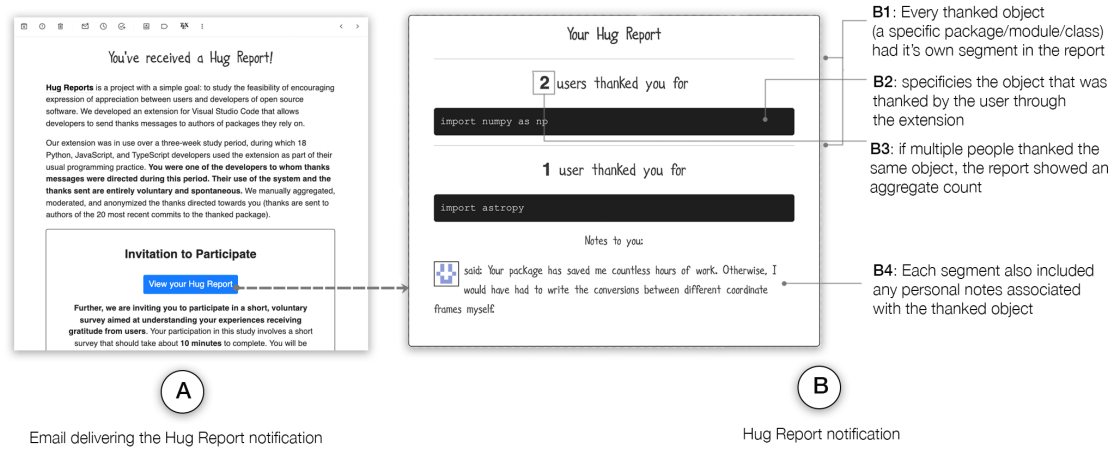 You've received a Hug Report!
Hug Reports is a project with a simple goal: to study the feasibility of encouraging
expression of appreciation between users and developers of open source
software. We developed an extension for Visual Studio Code that allows
developers to send thanks messages to authors of packages they rely on.
Our extension was in use over a three-week study period, during which 18
Python, JavaScript, and TypeScript developers used the extension as part of their
usual programming practice. You were one of the developers to whom thanks
messages were directed during this period. Their use of the system and the
thanks sent are entirely voluntary and spontaneous. We manually aggregated,
moderated, and anonymized the thanks directed towards you (thanks are sent to
authors of the 20 most recent commits to the thanked package).
Invitation to Participate
View your Hug Report
Further, we are inviting you to participate in a short, voluntary
survey aimed at understanding your experiences receiving
gratitude from users. Your participation in this study involves a short
survey that should take about 10 minutes to complete. You will be
A
Email delivering the Hug Report notification
Your Hug Report
2 users thanked you for
import numpy as np
1 user thanked you for
import astropy
Notes to you:
said: Your package has saved me countless hours of work. Otherwise, I
would have had to write the conversions between different coordinate
frames myself!
B
Hug Report notification
B1: Every thanked object
(a specific package/module/class)
had it's own segment in the report
B2: specificies the object that was
thanked by the user through
the extension
B3: if multiple people thanked the
same object, the report showed an
aggregate count
B4: Each segment also included
any personal notes associated
with the thanked object